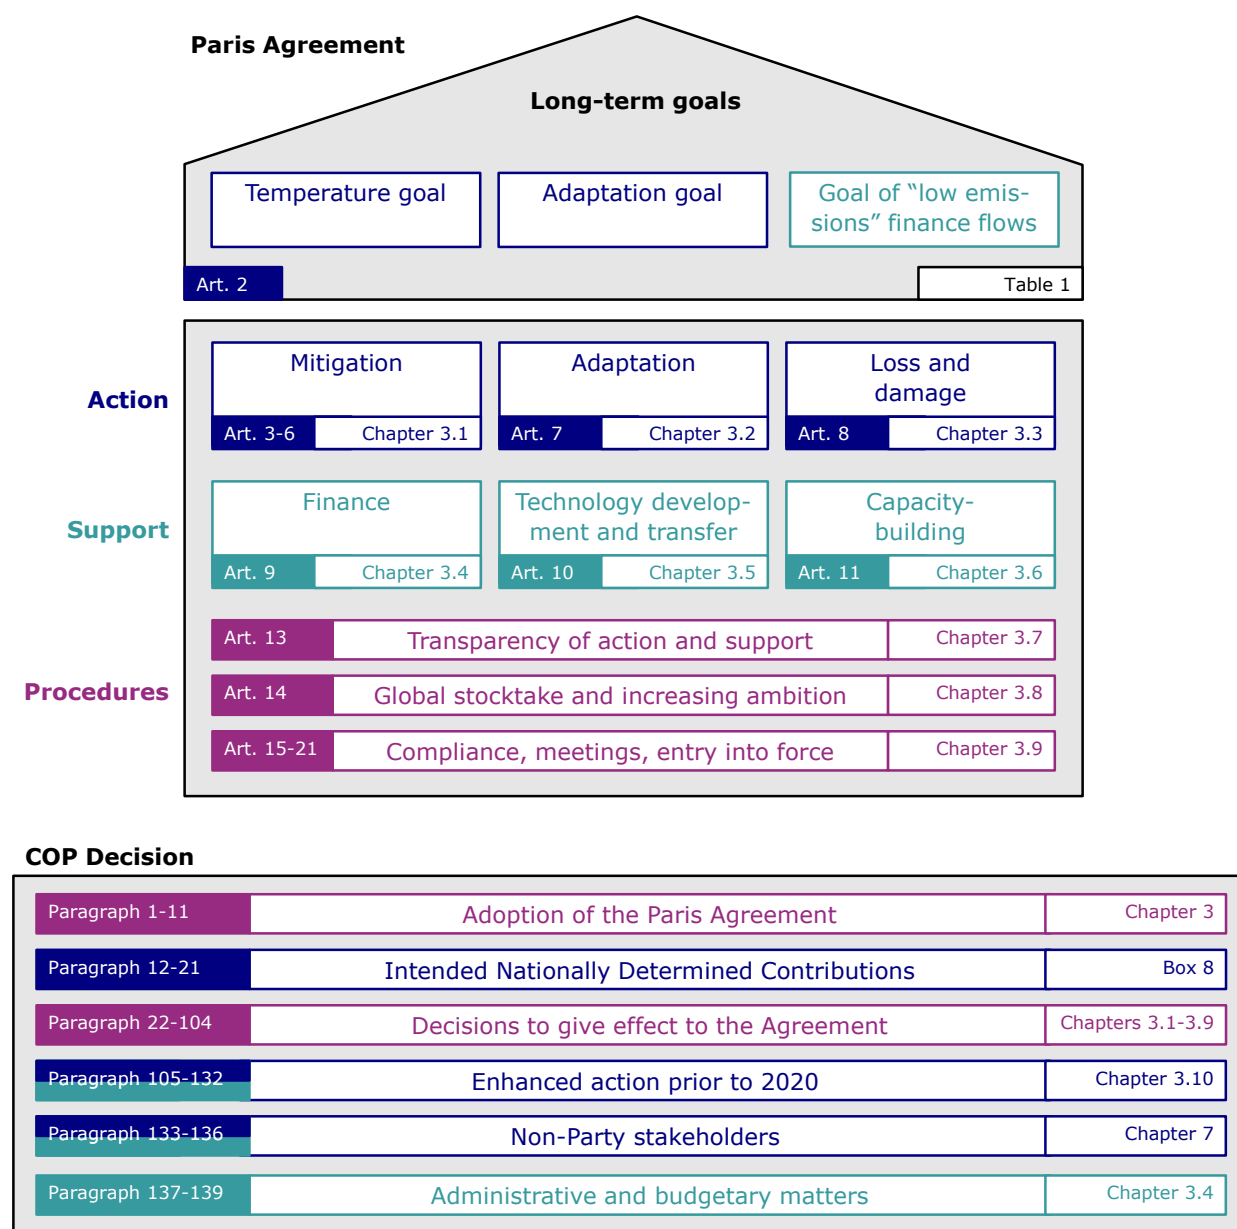 Paris Agreement
Long-term goals
Temperature goal
Adaptation goal
Goal of “low emis-
sions” finance flows
Art. 2
Table 1
Action
Mitigation
Art. 3-6
Chapter 3.1
Adaptation
Art. 7
Chapter 3.2
Loss and
damage
Art. 8
Chapter 3.3
Support
Finance
Art. 9
Chapter 3.4
Technology develop-
ment and transfer
Art. 10
Chapter 3.5
Capacity-
building
Art. 11
Chapter 3.6
Procedures
Art. 13
Transparency of action and support
Chapter 3.7
Art. 14
Global stocktake and increasing ambition
Chapter 3.8
Art. 15-21
Compliance, meetings, entry into force
Chapter 3.9
COP Decision
Paragraph 1-11
Adoption of the Paris Agreement
Chapter 3
Paragraph 12-21
Intended Nationally Determined Contributions
Box 8
Paragraph 22-104
Decisions to give effect to the Agreement
Chapters 3.1-3.9
Paragraph 105-132
Enhanced action prior to 2020
Chapter 3.10
Paragraph 133-136
Non-Party stakeholders
Chapter 7
Paragraph 137-139
Administrative and budgetary matters
Chapter 3.4